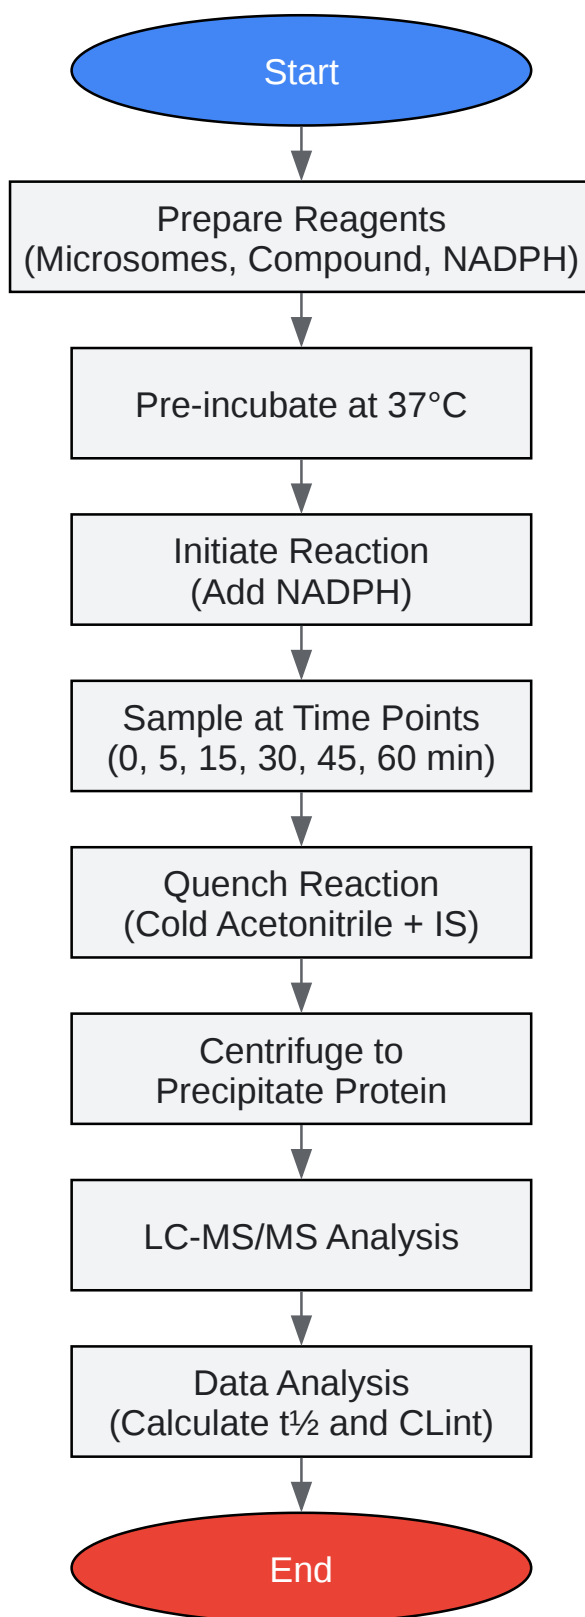 Start
Prepare Reagents
(Microsomes, Compound, NADPH)
Pre-incubate at 37°C
Initiate Reaction
(Add NADPH)
Sample at Time Points
(0, 5, 15, 30, 45, 60 min)
Quench Reaction
(Cold Acetonitrile + IS)
Centrifuge to
Precipitate Protein
LC-MS/MS Analysis
Data Analysis
(Calculate t½ and CLint)
End